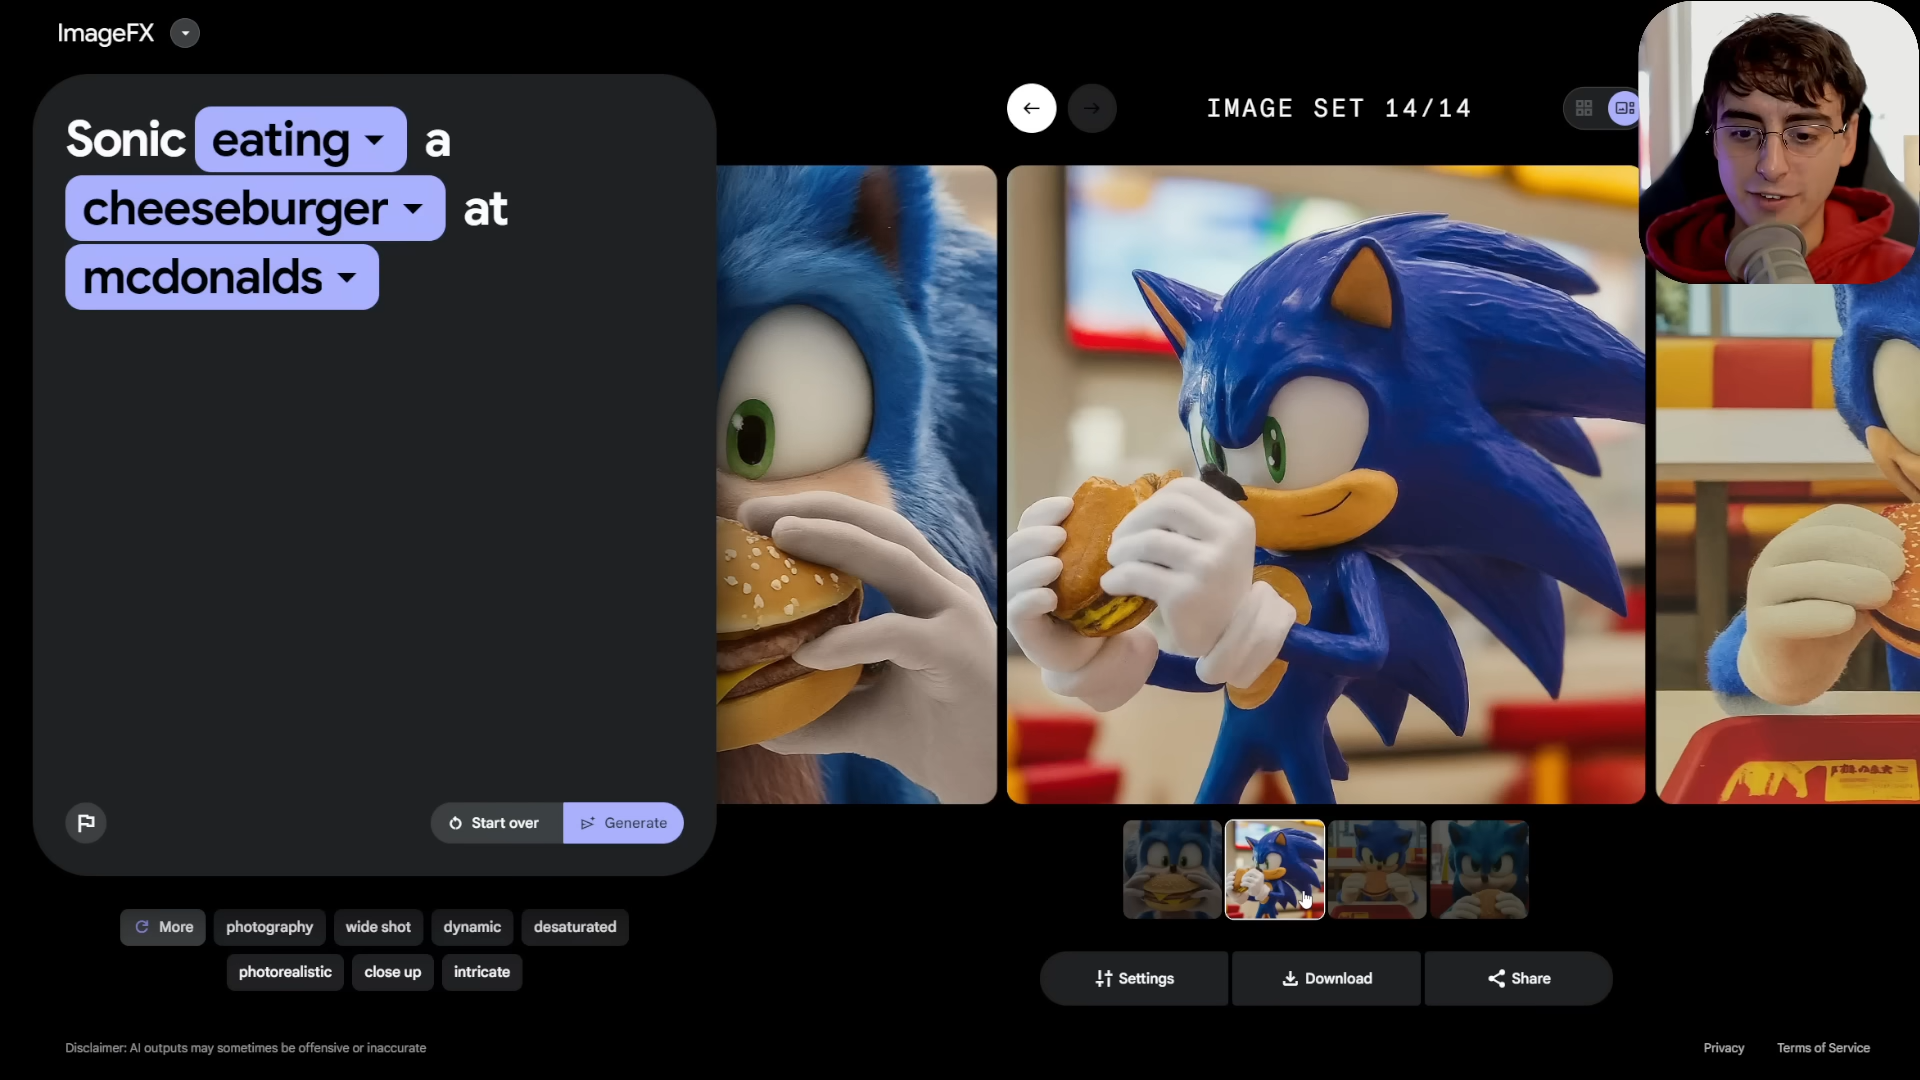 ImageFX
Sonic eating a
cheeseburger at
mcdonalds
Start over
Generate
More
photography
wide shot
dynamic
desaturated
photorealistic
close up
intricate
IMAGE SET 14/14
Settings
Download
Share
Disclaimer: AI outputs may sometimes be offensive or inaccurate
Privacy
Terms of Service